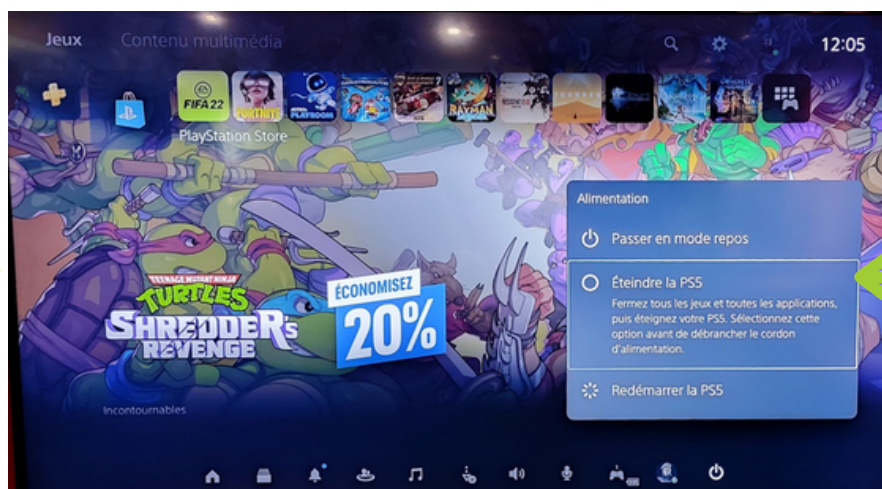 Jeux Contenu multimédia 12:05
FIFA 22
FORTNITE
PLAYROOM
RAYMAN
RESIDENT EVIL
PlayStation Store
TEENAGE MUTANT NINJA
TURTLES
SHREDDER'S
REVENGE
ÉCONOMISEZ
20%
Incontournables
Alimentation
Passer en mode repos
Éteindre la PS5
Fermez tous les jeux et toutes les applications,
puis éteignez votre PS5. Sélectionnez cette
option avant de débrancher le cordon
d'alimentation.
Redémarrer la PS5